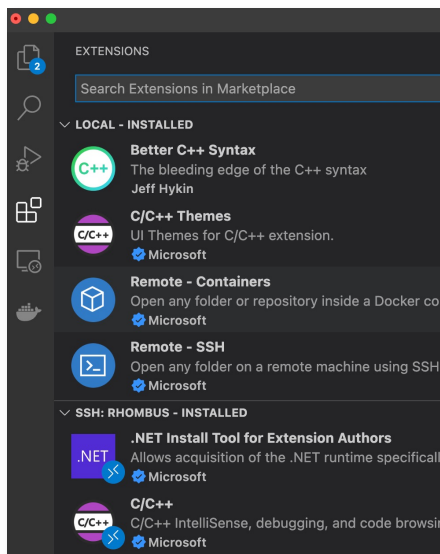 EXTENSIONS
2
Search Extensions in Marketplace
LOCAL - INSTALLED
Better C++ Syntax
C++
The bleeding edge of the C++ syntax
Jeff Hykin
C/C++ Themes
C/C++
UI Themes for C/C++ extension.
Microsoft
Remote - Containers
Open any folder or repository inside a Docker co
Microsoft
Remote - SSH
Open any folder on a remote machine using SSH
Microsoft
SSH: RHOMBUS - INSTALLED
.NET Install Tool for Extension Authors
.NET
Allows acquisition of the .NET runtime specifical
Microsoft
C/C++
C/C++
C/C++ IntelliSense, debugging, and code browsi
Microsoft